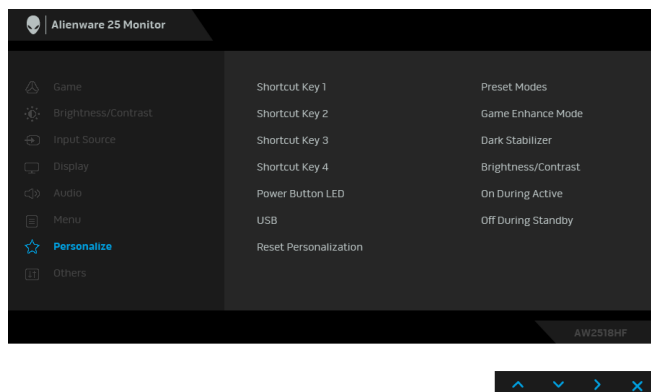 Alienware 25 Monitor
Game
Brightness/Contrast
Input Source
Display
Audio
Menu
Personalize
Others
Shortcut Key 1 Preset Modes
Shortcut Key 2 Game Enhance Mode
Shortcut Key 3 Dark Stabilizer
Shortcut Key 4 Brightness/Contrast
Power Button LED On During Active
USB Off During Standby
Reset Personalization
AW2518HF